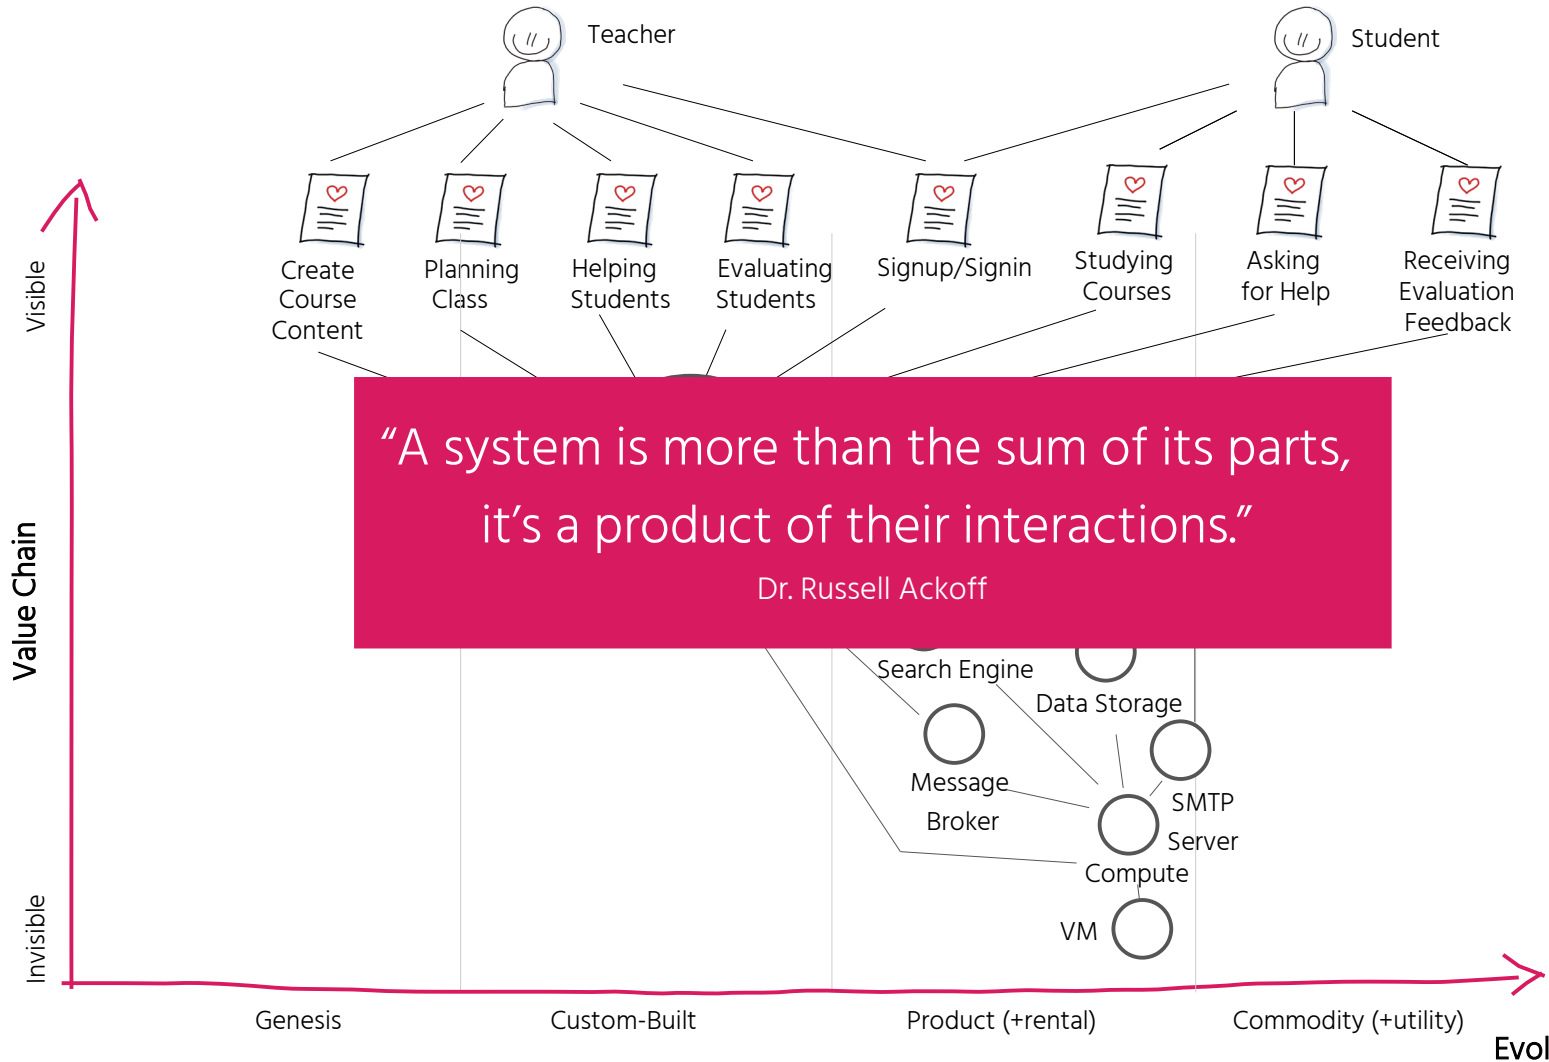 Teacher
Student
Create
Course
Content
Planning
Class
Helping
Students
Evaluating
Students
Signup/Signin
Studying
Courses
Asking
for Help
Receiving
Evaluation
Feedback
Visible
Value Chain
Invisible
“A system is more than the sum of its parts,
it’s a product of their interactions.”
Dr. Russell Ackoff
Search Engine
Data Storage
Message
Broker
SMTP
Server
Compute
VM
Genesis
Custom-Built
Product (+rental)
Commodity (+utility)
Evol